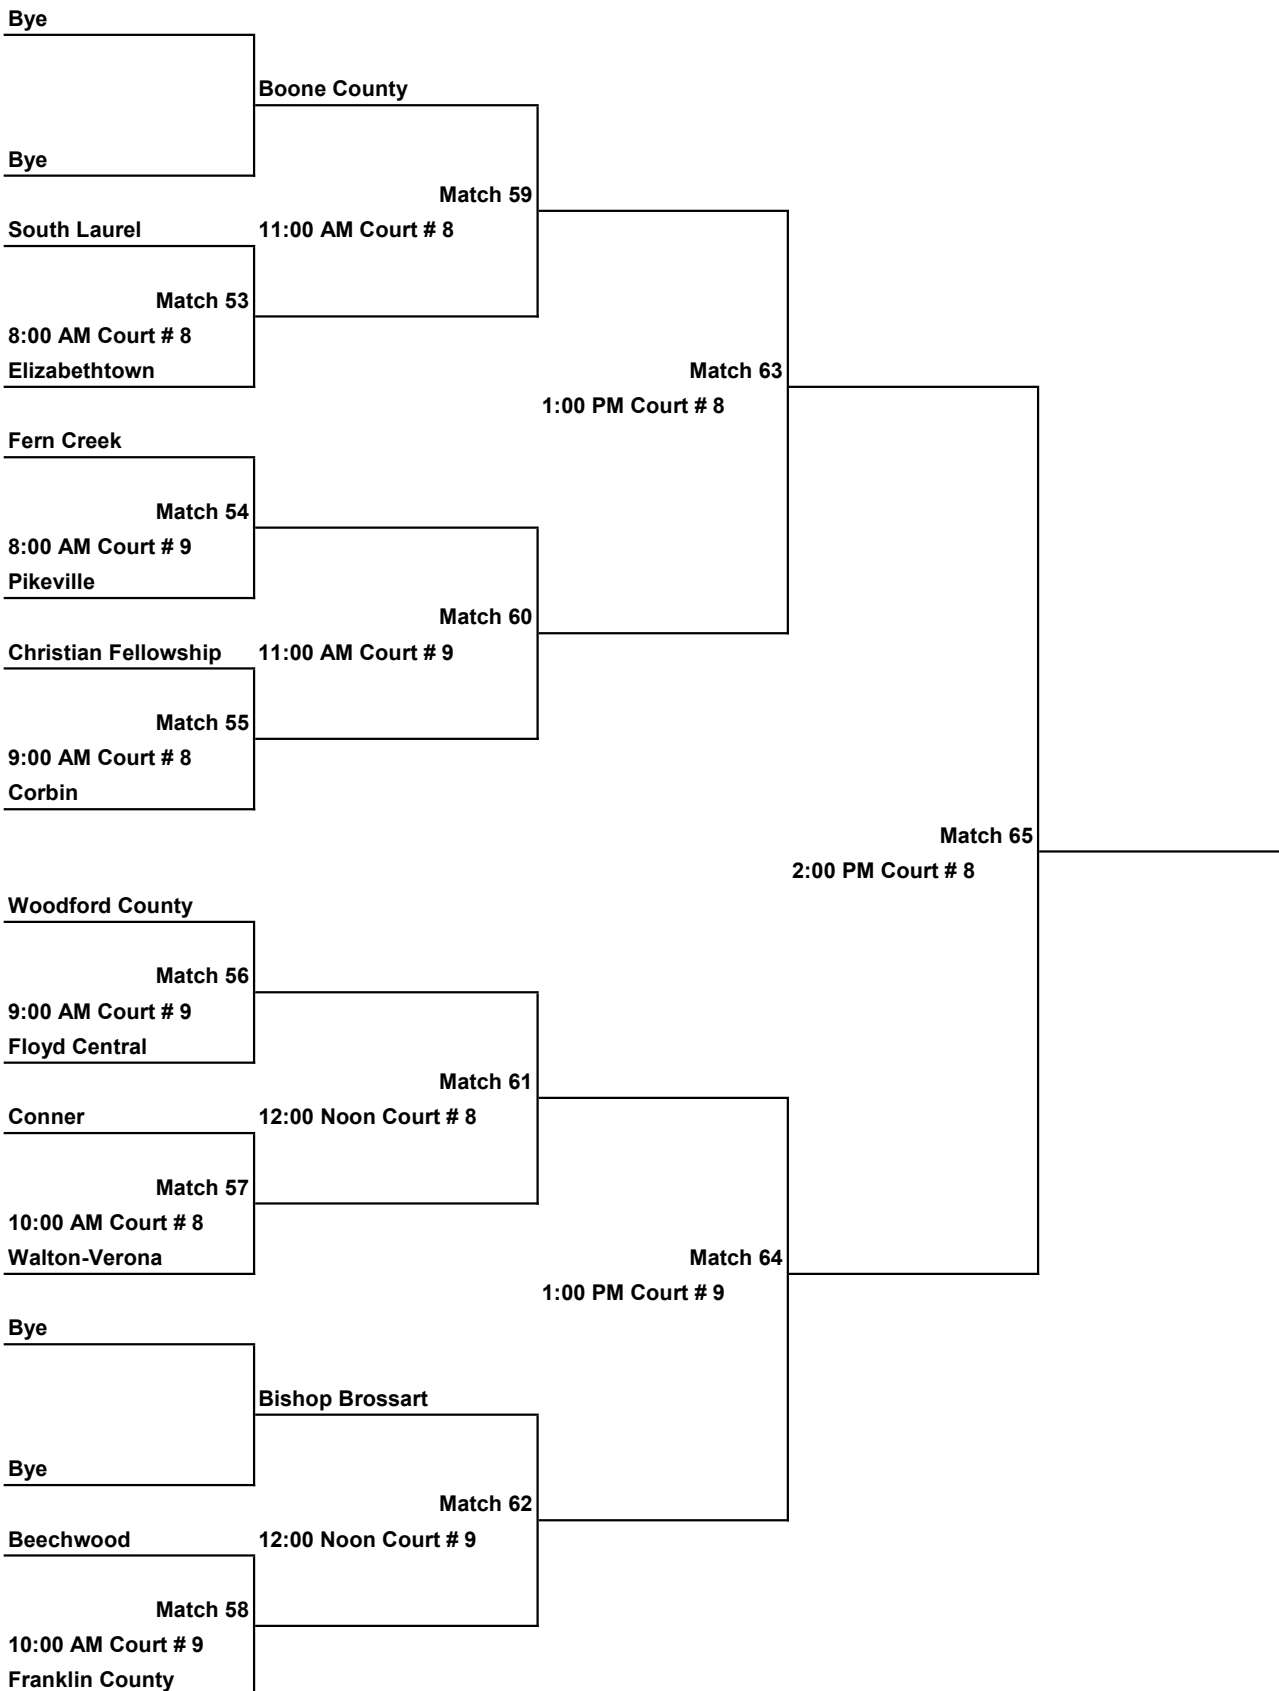 Bye
Boone County
Bye
Match 59
South Laurel
11:00 AM Court # 8
Match 53
8:00 AM Court # 8
Elizabethtown
Match 63
1:00 PM Court # 8
Fern Creek
Match 54
8:00 AM Court # 9
Pikeville
Match 60
Christian Fellowship
11:00 AM Court # 9
Match 55
9:00 AM Court # 8
Corbin
Match 65
2:00 PM Court # 8
Woodford County
Match 56
9:00 AM Court # 9
Floyd Central
Match 61
Conner
12:00 Noon Court # 8
Match 57
10:00 AM Court # 8
Walton-Verona
Match 64
1:00 PM Court # 9
Bye
Bishop Brossart
Bye
Match 62
Beechwood
12:00 Noon Court # 9
Match 58
10:00 AM Court # 9
Franklin County